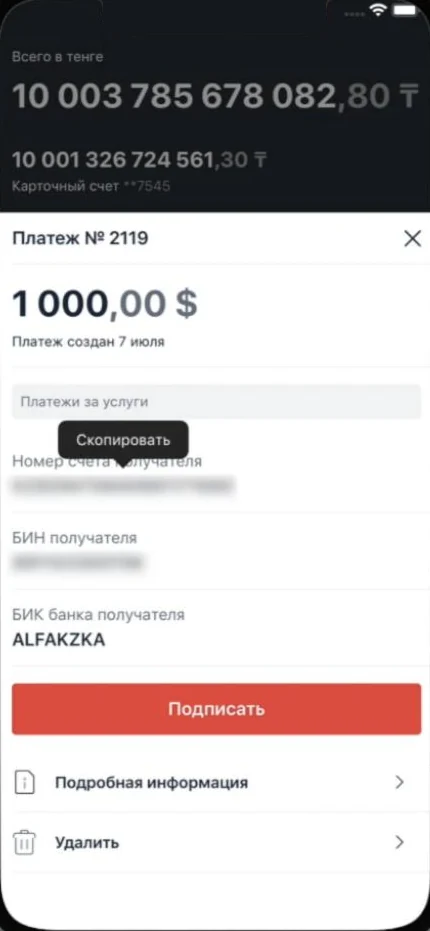 Всего в тенге
10 003 785 678 082,80 ₸
10 001 326 724 561,30 ₸
Карточный счет **7545
Платеж № 2119
1 000,00 $
Платеж создан 7 июля
Платежи за услуги
Скопировать
Номер счета получателя
БИН получателя
БИК банка получателя
ALFAKZKA
Подписать
Подробная информация
Удалить